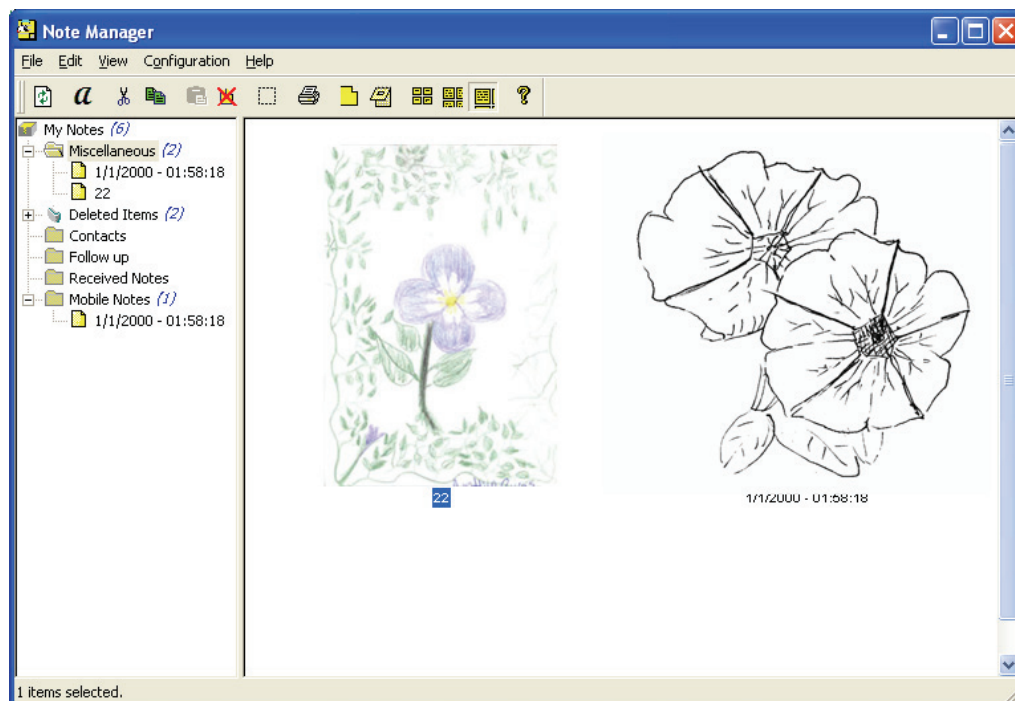 Note Manager
File Edit View Configuration Help
My Notes (6)
Miscellaneous (2)
1/1/2000 - 01:58:18
22
Deleted Items (2)
Contacts
Follow up
Received Notes
Mobile Notes (1)
1/1/2000 - 01:58:18
22
1/1/2000 - 01:58:18
1 items selected.